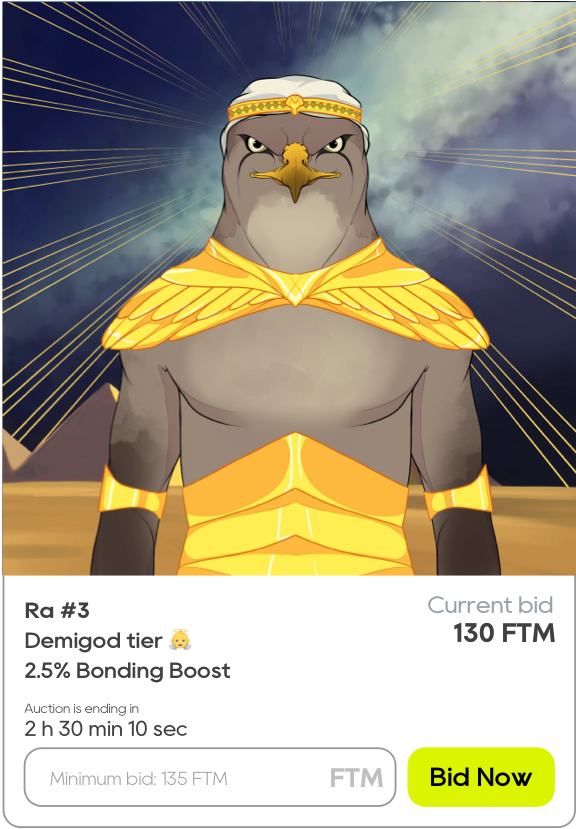 Ra #3
Demigod tier 👼
2.5% Bonding Boost
Current bid
130 FTM
Auction is ending in
2 h 30 min 10 sec
Minimum bid: 135 FTM
FTM
Bid Now